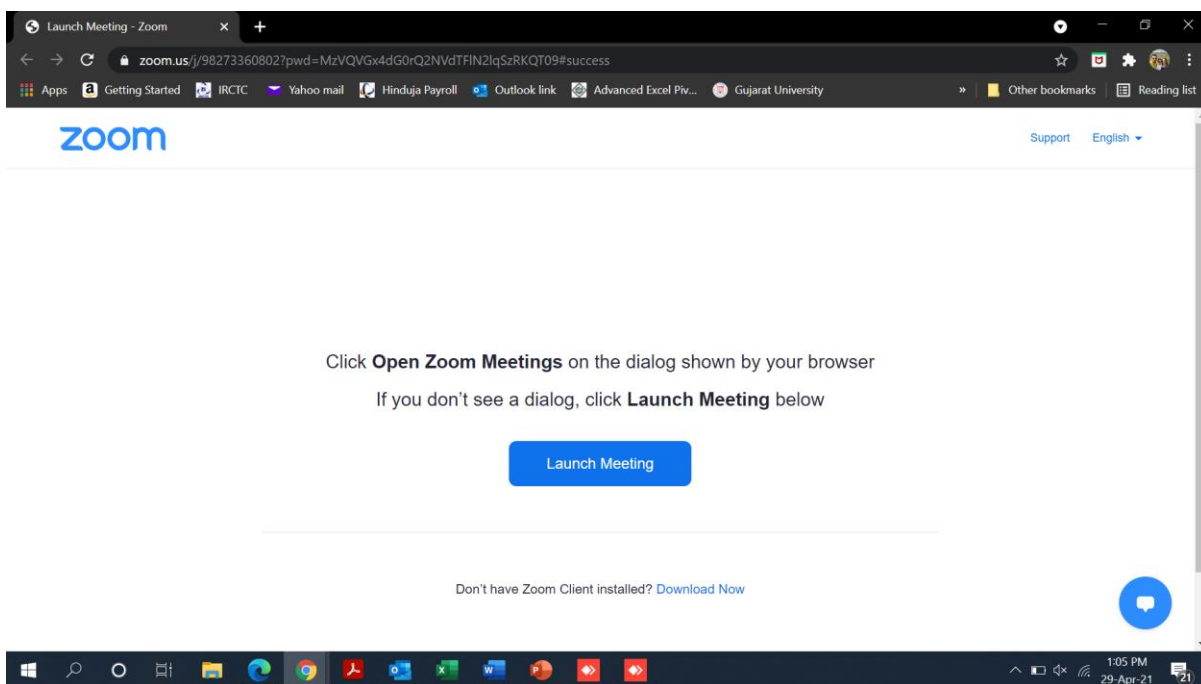 Launch Meeting - Zoom
zoom.us/j/98273360802?pwd=MzVQVGx4dG0rQ2NVdTFlN2lqSzRKQT09#success
Apps Getting Started IRCTC Yahoo mail Hinduja Payroll Outlook link Advanced Excel Piv... Gujarat University » Other bookmarks Reading list
zoom Support English
Click Open Zoom Meetings on the dialog shown by your browser
If you don't see a dialog, click Launch Meeting below
Launch Meeting
Don't have Zoom Client installed? Download Now
1:05 PM
29-Apr-21
21